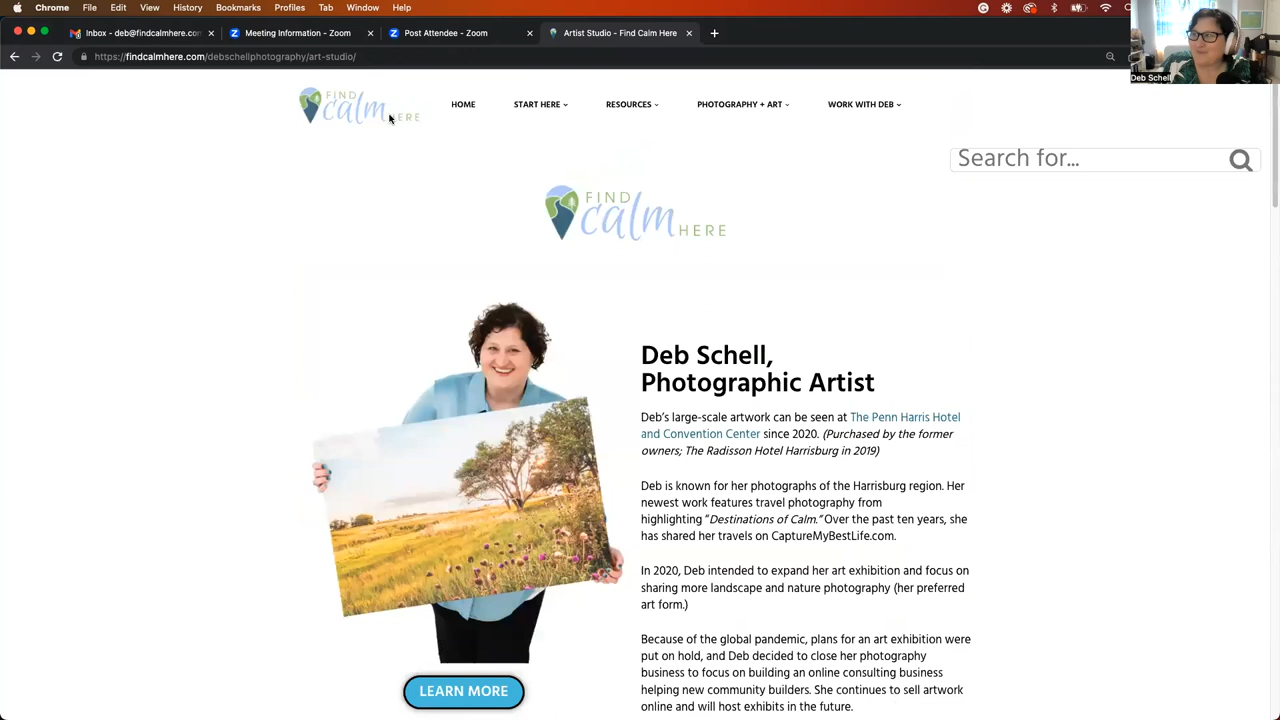 Chrome File Edit View History Bookmarks Profiles Tab Window Help
Inbox - deb@findcalmhere.con
Meeting Information - Zoom
Post Attendee - Zoom
Artist Studio - Find Calm Here
https://findcalmhere.com/debschellphotography/art-studio/
Deb Schell
FIND
calm HERE
HOME START HERE RESOURCES PHOTOGRAPHY + ART WORK WITH DEB
Search for...
FIND
calm HERE
Deb Schell,
Photographic Artist
Deb's large-scale artwork can be seen at The Penn Harris Hotel
and Convention Center since 2020. (Purchased by the former
owners; The Radisson Hotel Harrisburg in 2019)
Deb is known for her photographs of the Harrisburg region. Her
newest work features travel photography from
highlighting "Destinations of Calm." Over the past ten years, she
has shared her travels on CaptureMyBestLife.com.
In 2020, Deb intended to expand her art exhibition and focus on
sharing more landscape and nature photography (her preferred
art form.)
Because of the global pandemic, plans for an art exhibition were
put on hold, and Deb decided to close her photography
business to focus on building an online consulting business
helping new community builders. She continues to sell artwork
online and will host exhibits in the future.
LEARN MORE